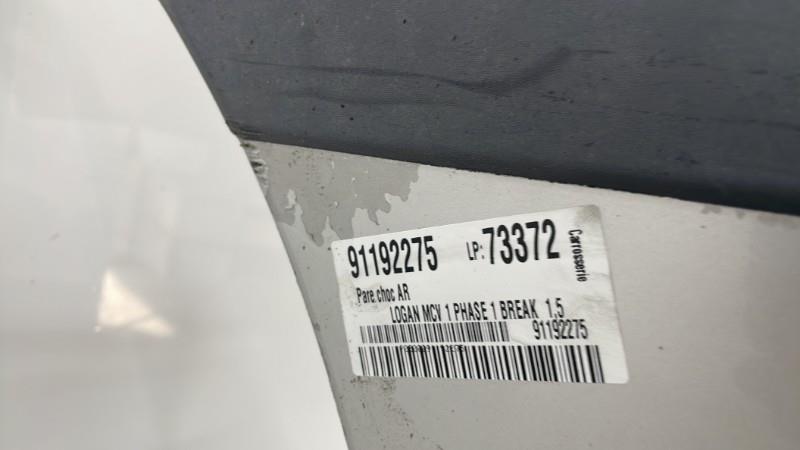 91192275 LP: 73372
Carrosserie
Pare choc AR
LOGAN MCV 1 PHASE 1 BREAK 1.5
91192275